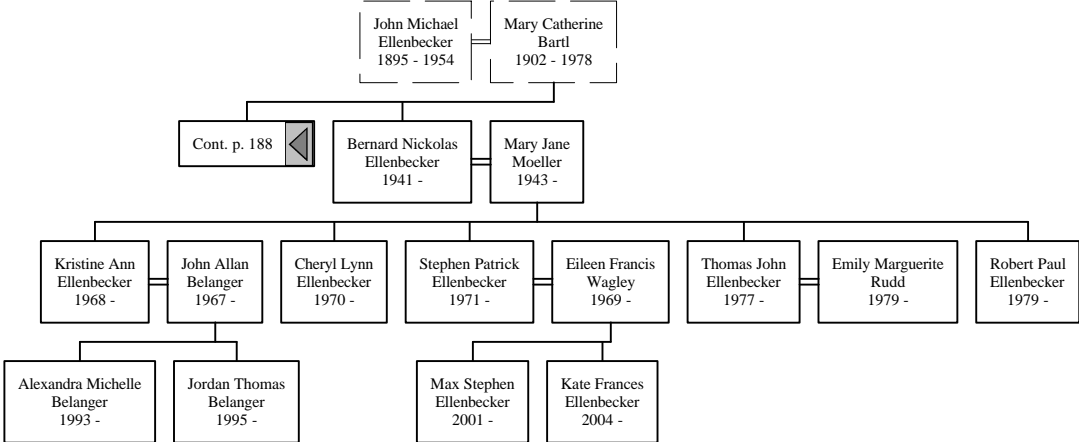 John Michael
Ellenbecker
1895 - 1954
Mary Catherine
Bartl
1902 - 1978
Cont. p. 188
Bernard Nickolas
Ellenbecker
1941 -
Mary Jane
Moeller
1943 -
Kristine Ann
Ellenbecker
1968 -
John Allan
Belanger
1967 -
Cheryl Lynn
Ellenbecker
1970 -
Stephen Patrick
Ellenbecker
1971 -
Eileen Francis
Wagley
1969 -
Thomas John
Ellenbecker
1977 -
Emily Marguerite
Rudd
1979 -
Robert Paul
Ellenbecker
1979 -
Alexandra Michelle
Belanger
1993 -
Jordan Thomas
Belanger
1995 -
Max Stephen
Ellenbecker
2001 -
Kate Frances
Ellenbecker
2004 -